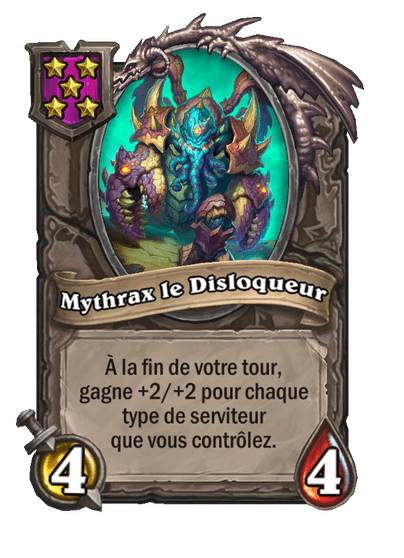 Mythrax le Disloqueur
À la fin de votre tour,
gagne +2/+2 pour chaque
type de serviteur
que vous contrôlez.
4
4